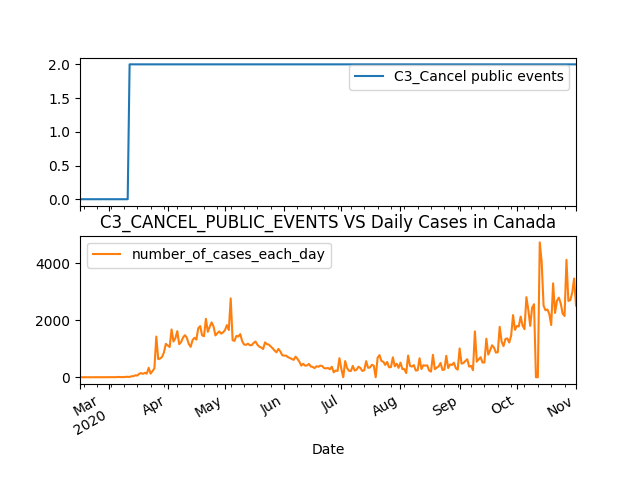 2.0
1.5
1.0
0.5
0.0
C3_Cancel public events
C3_CANCEL_PUBLIC_EVENTS VS Daily Cases in Canada
4000
2000
0
number_of_cases_each_day
Mar
2020
Apr
May
Jun
Jul
Aug
Sep
Oct
Nov
Date